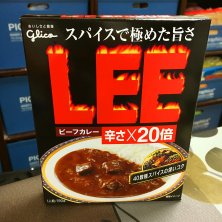 おいしさと健康
Glico
スパイスで極めた旨さ
LEE
ビーフカレー
辛さ×20倍
40数種スパイスの深いコク